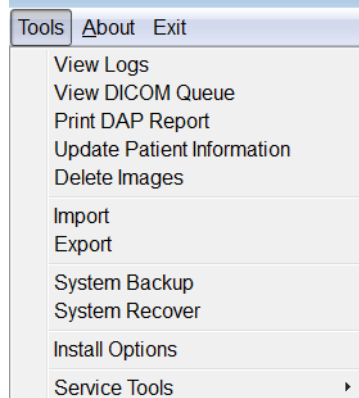 Tools About Exit
View Logs
View DICOM Queue
Print DAP Report
Update Patient Information
Delete Images
Import
Export
System Backup
System Recover
Install Options
Service Tools